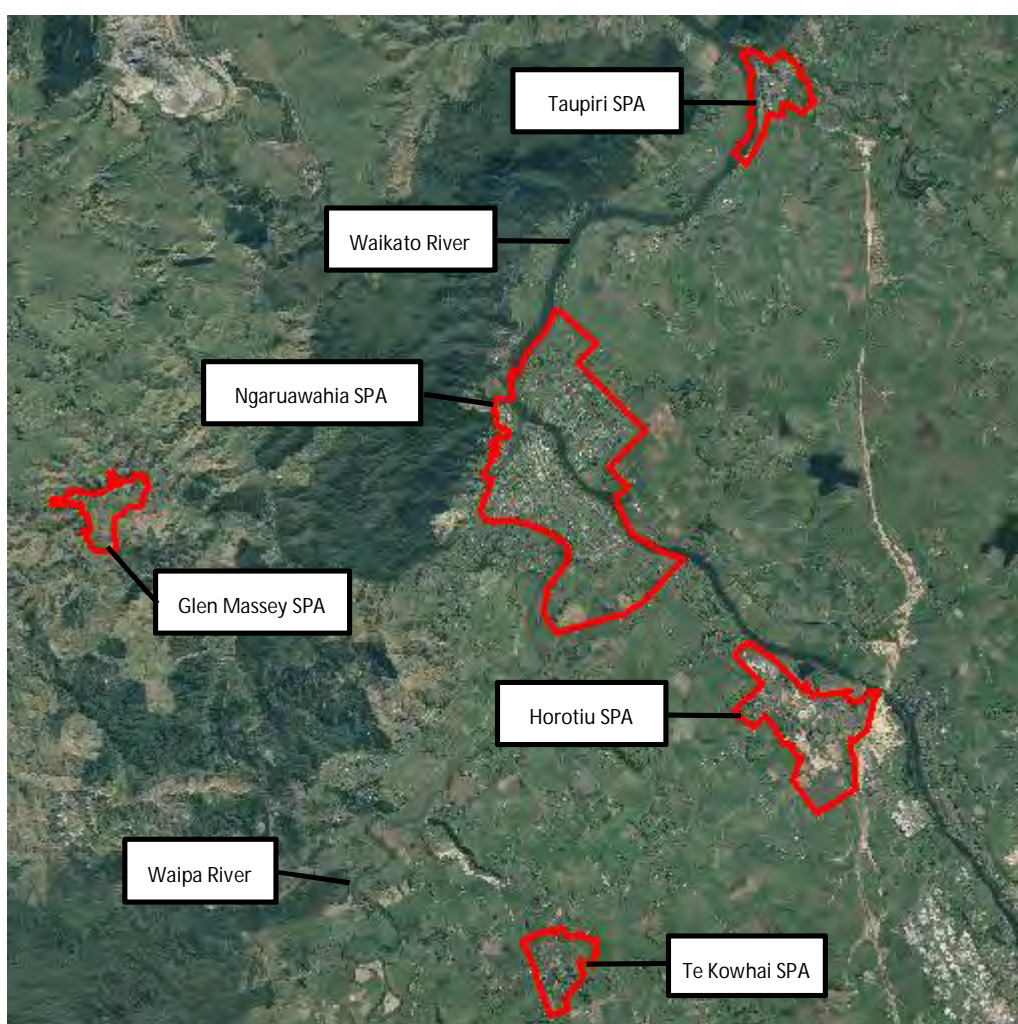 Taupiri SPA
Waikato River
Ngaruawahia SPA
Glen Massey SPA
Horotiu SPA
Waipa River
Te Kowhai SPA